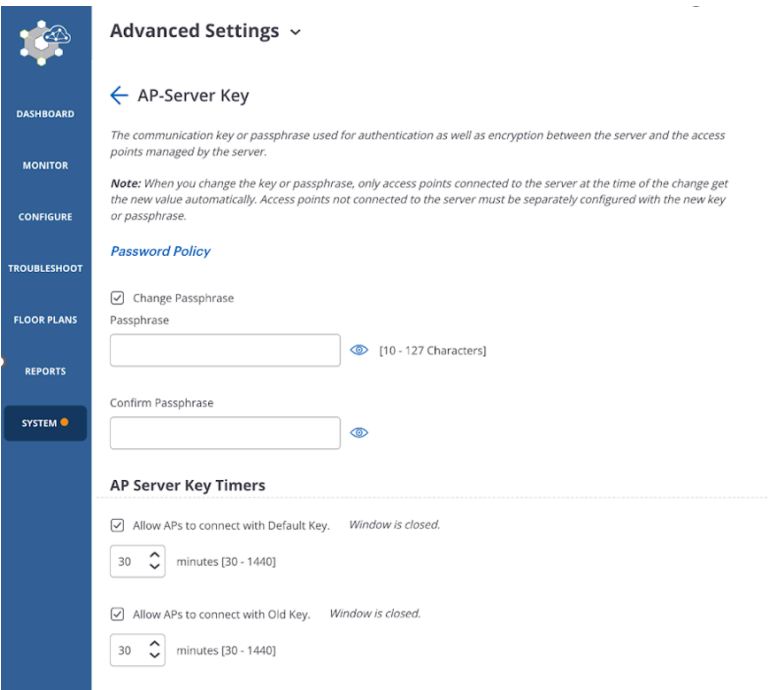 Advanced Settings
AP-Server Key
The communication key or passphrase used for authentication as well as encryption between the server and the access
points managed by the server.
Note: When you change the key or passphrase, only access points connected to the server at the time of the change get
the new value automatically. Access points not connected to the server must be separately configured with the new key
or passphrase.
Password Policy
Change Passphrase
Passphrase
[10 - 127 Characters]
Confirm Passphrase
AP Server Key Timers
Allow APs to connect with Default Key. Window is closed.
30 minutes [30 - 1440]
Allow APs to connect with Old Key. Window is closed.
30 minutes [30 - 1440]
DASHBOARD
MONITOR
CONFIGURE
TROUBLESHOOT
FLOOR PLANS
REPORTS
SYSTEM